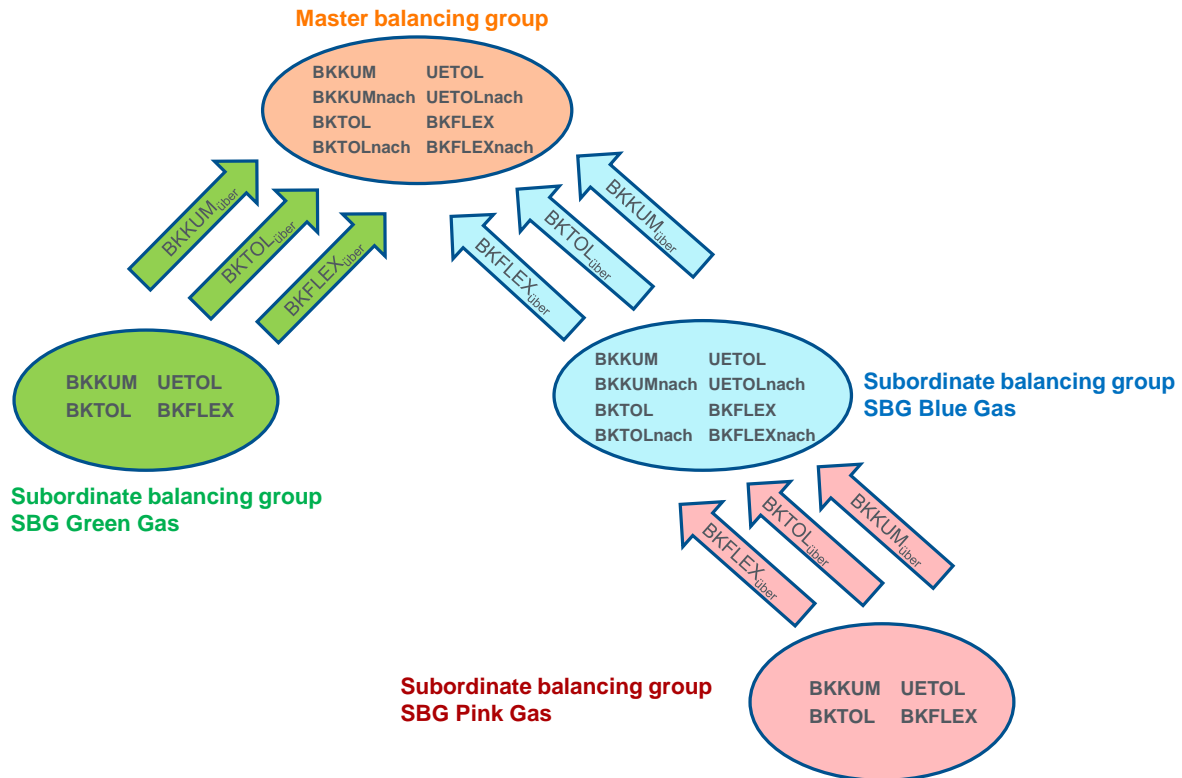 Master balancing group
BKKUM UETOL
BKKUMnach UETOLnach
BKTOL BKFLEX
BKTOLnach BKFLEXnach
BKKUMüber
BKTOLüber
BKFLEXüber
BKFLEXüber
BKTOLüber
BKKUMüber
BKKUM UETOL
BKTOL BKFLEX
Subordinate balancing group
SBG Green Gas
BKKUM UETOL
BKKUMnach UETOLnach
BKTOL BKFLEX
BKTOLnach BKFLEXnach
Subordinate balancing group
SBG Blue Gas
BKFLEXüber
BKTOLüber
BKKUMüber
Subordinate balancing group
SBG Pink Gas
BKKUM UETOL
BKTOL BKFLEX